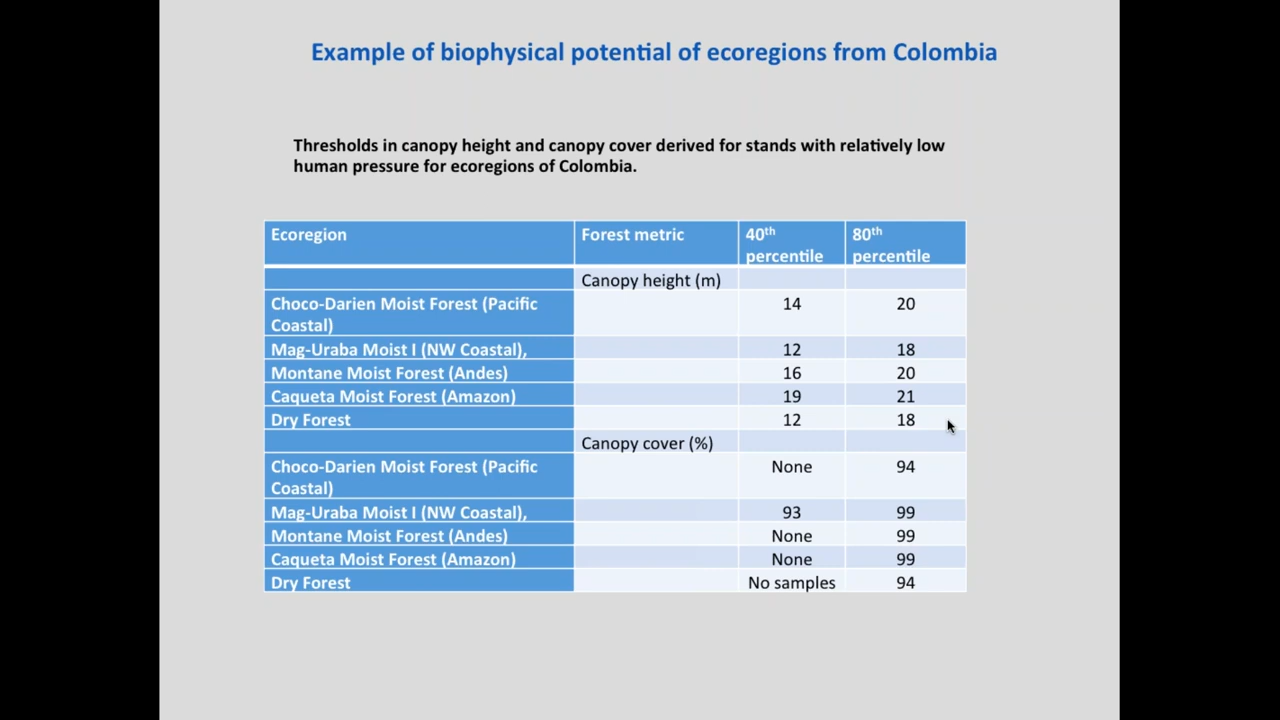 Example of biophysical potential of ecoregions from Colombia
Thresholds in canopy height and canopy cover derived for stands with relatively low
human pressure for ecoregions of Colombia.
Ecoregion Forest metric 40th percentile 80th percentile
Canopy height (m)
Choco-Darien Moist Forest (Pacific Coastal) 14 20
Mag-Uraba Moist I (NW Coastal), 12 18
Montane Moist Forest (Andes) 16 20
Caqueta Moist Forest (Amazon) 19 21
Dry Forest 12 18
Canopy cover (%)
Choco-Darien Moist Forest (Pacific Coastal) None 94
Mag-Uraba Moist I (NW Coastal), 93 99
Montane Moist Forest (Andes) None 99
Caqueta Moist Forest (Amazon) None 99
Dry Forest No samples 94